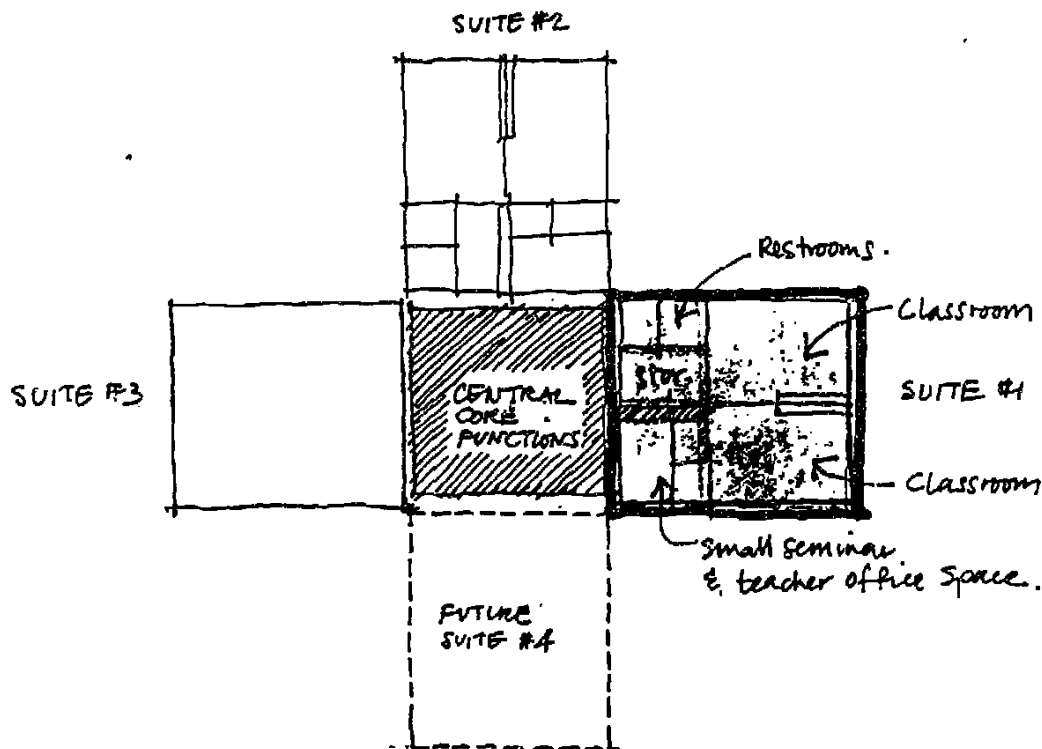 SUITE #2
Restrooms.
Classroom
SUITE #3
CENTRAL
CORE
FUNCTIONS
Stor.
SUITE #1
Classroom
Small Seminar
& teacher office Space.
FUTURE
SUITE #4